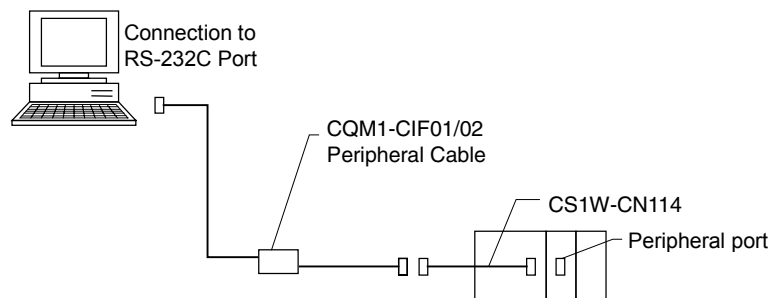 Connection to
RS-232C Port
CQM1-CIF01/02
Peripheral Cable
CS1W-CN114
Peripheral port